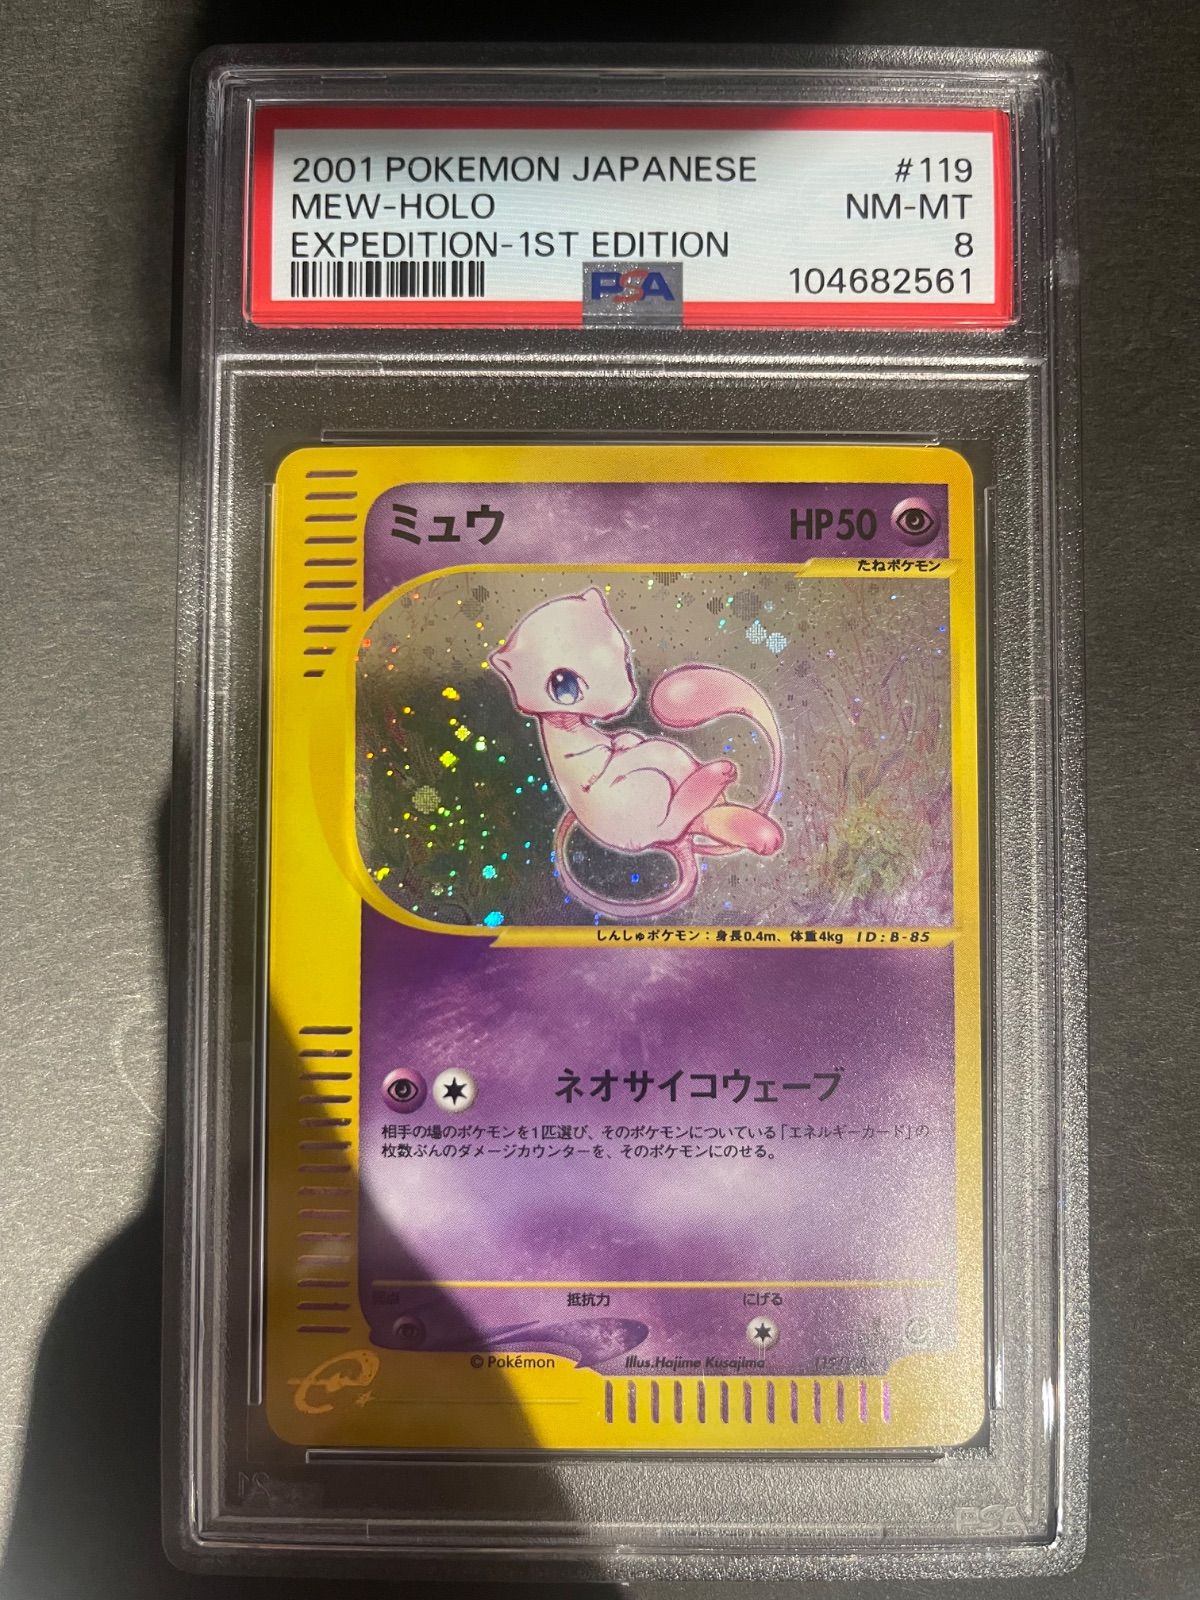 2001 POKEMON JAPANESE #119
MEW-HOLO NM-MT
EXPEDITION-1ST EDITION 8
PSA 104682561
ミュウ HP50
たねポケモン
しんしゅポケモン：身長0.4m、体重4kg ID：B-85
ネオサイコウェーブ
相手の場のポケモンを1匹選び、そのポケモンについている「エネルギーカード」の
枚数ぶんのダメージカウンターを、そのポケモンにのせる。
抵抗力 にげる
© Pokémon Illus.Hajime Kusajima
PSA